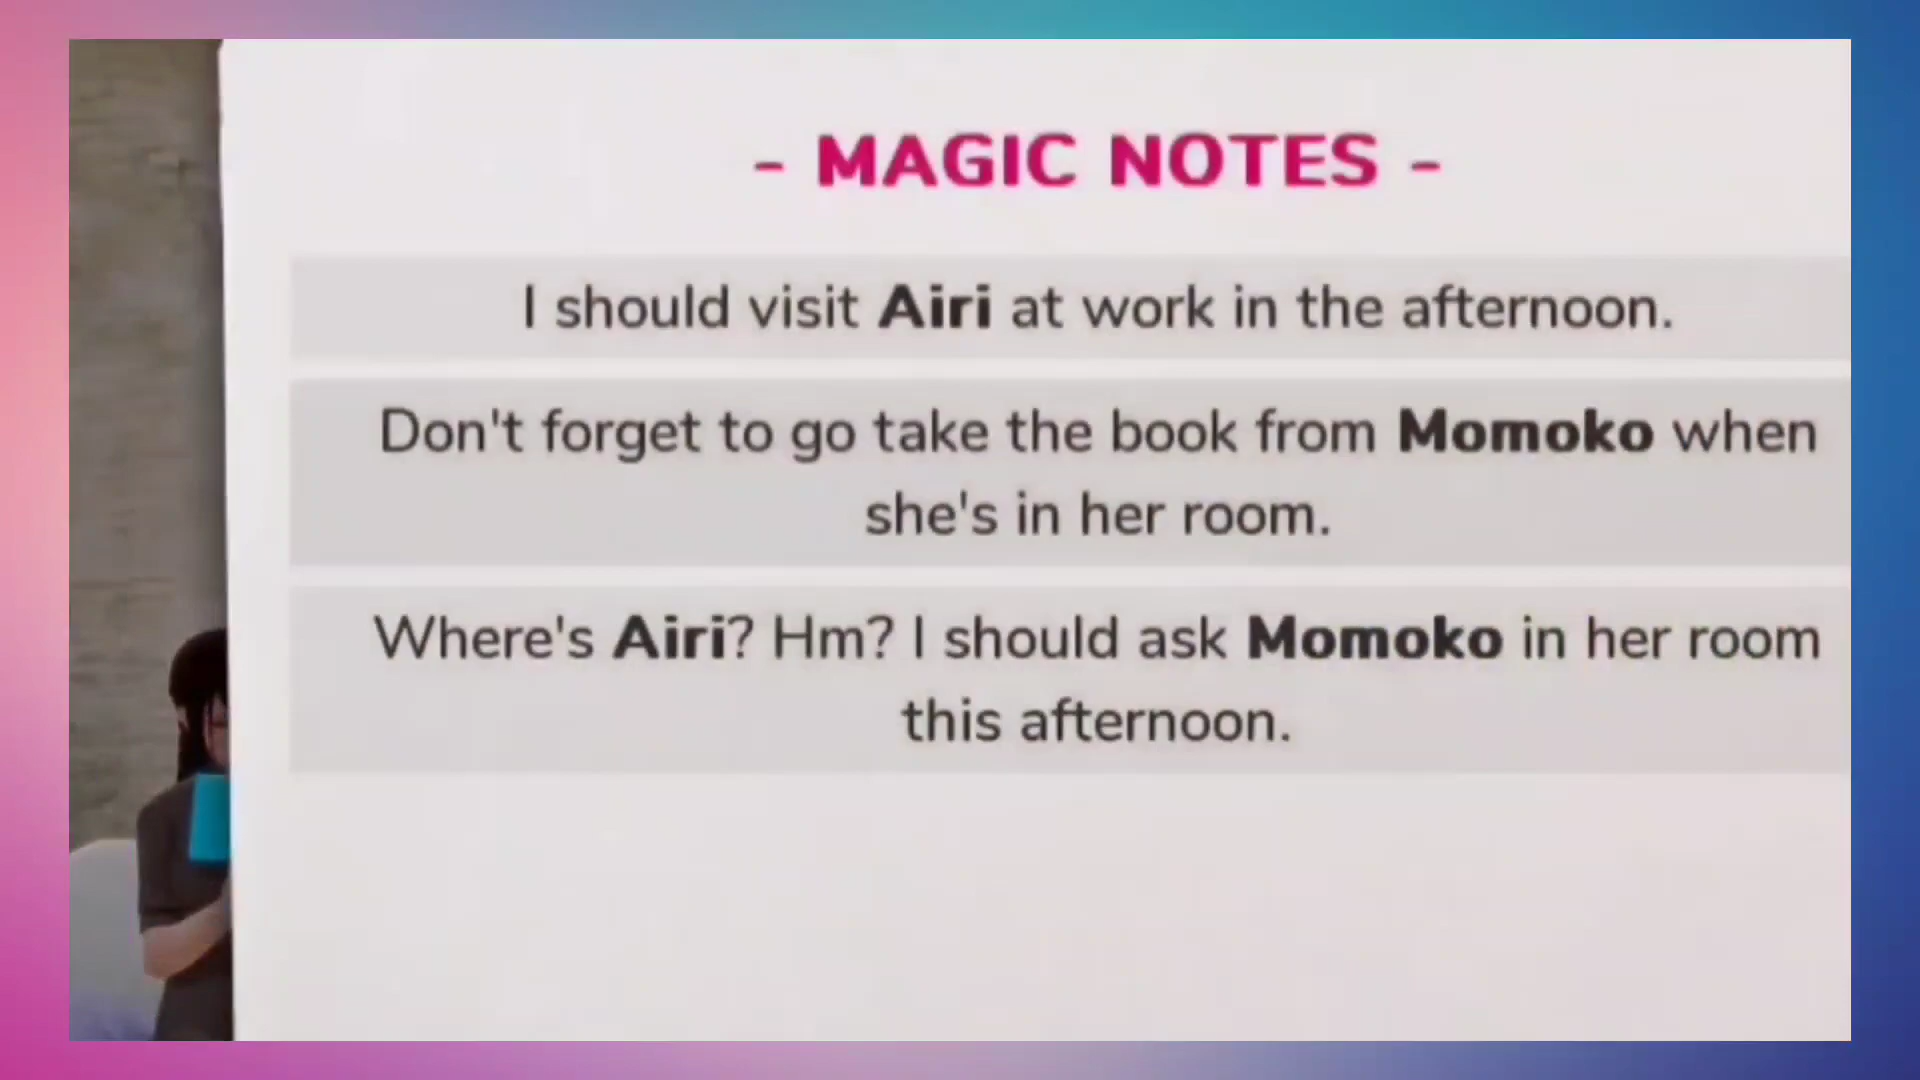 - MAGIC NOTES -
I should visit Airi at work in the afternoon.
Don't forget to go take the book from Momoko when
she's in her room.
Where's Airi? Hm? I should ask Momoko in her room
this afternoon.